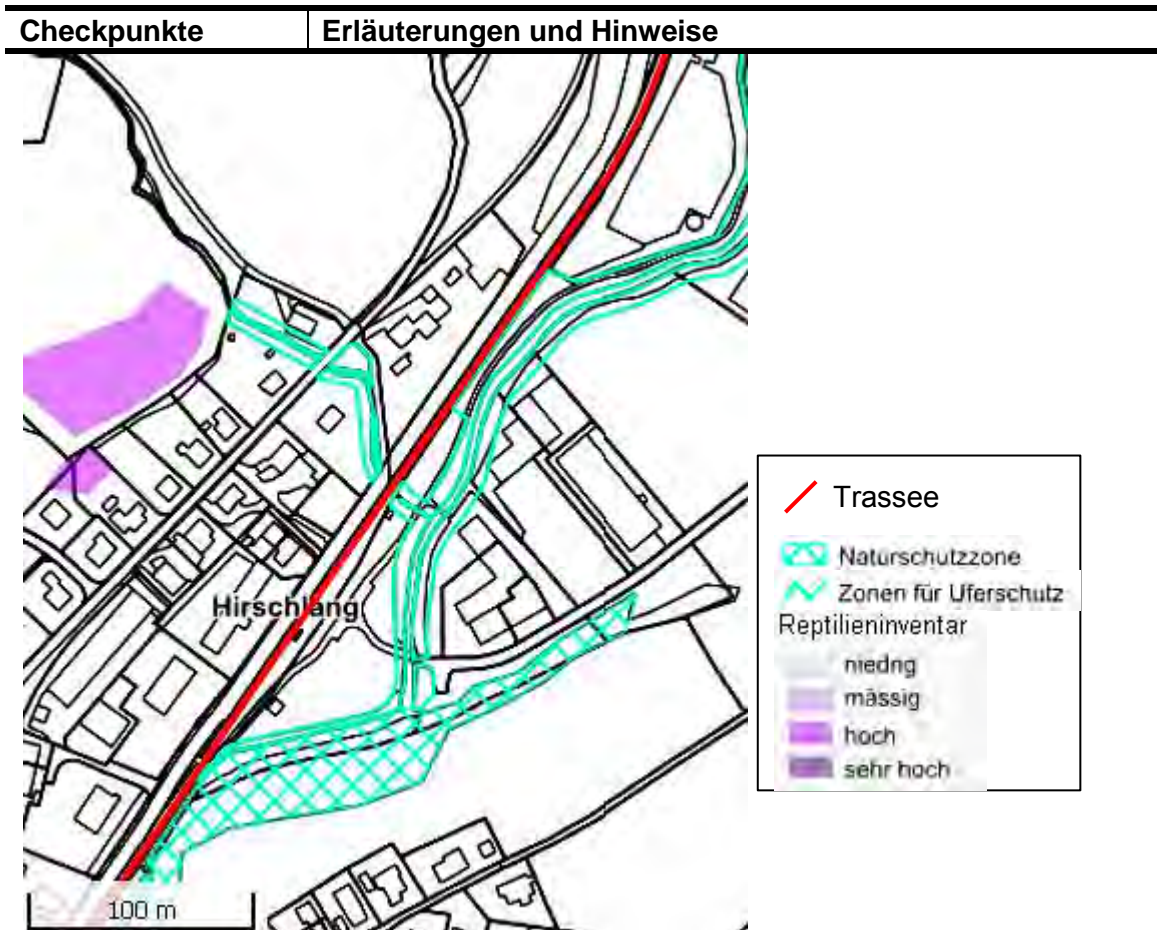 Checkpunkte Erläuterungen und Hinweise
Hirschlang
100 m
Trassee
Naturschutzzone
Zonen für Uferschutz
Reptilieninventar
niedrig
mässig
hoch
sehr hoch